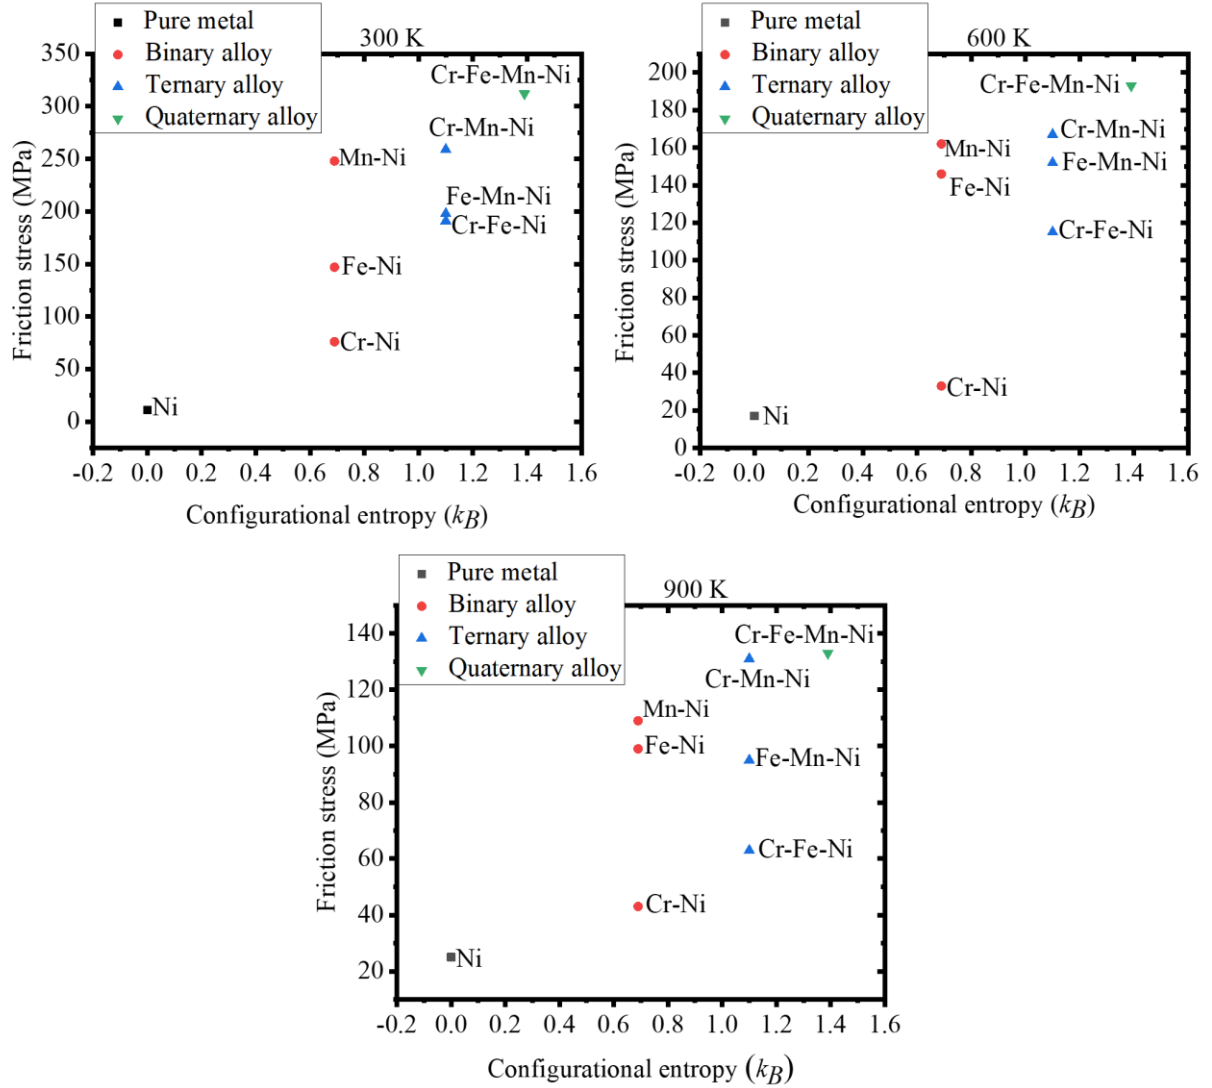 Pure metal
Binary alloy
Ternary alloy
Quaternary alloy
300 K
Friction stress (MPa)
350
300
250
200
150
100
50
0
Cr-Fe-Mn-Ni
Cr-Mn-Ni
Mn-Ni
Fe-Mn-Ni
Cr-Fe-Ni
Fe-Ni
Cr-Ni
Ni
-0.2 0.0 0.2 0.4 0.6 0.8 1.0 1.2 1.4 1.6
Configurational entropy (kB)
Pure metal
Binary alloy
Ternary alloy
Quaternary alloy
600 K
Friction stress (MPa)
200
180
160
140
120
100
80
60
40
20
0
Cr-Fe-Mn-Ni
Cr-Mn-Ni
Mn-Ni
Fe-Mn-Ni
Fe-Ni
Cr-Fe-Ni
Cr-Ni
Ni
-0.2 0.0 0.2 0.4 0.6 0.8 1.0 1.2 1.4 1.6
Configurational entropy (kB)
Pure metal
Binary alloy
Ternary alloy
Quaternary alloy
900 K
Friction stress (MPa)
140
120
100
80
60
40
20
Cr-Fe-Mn-Ni
Cr-Mn-Ni
Mn-Ni
Fe-Ni
Fe-Mn-Ni
Cr-Fe-Ni
Cr-Ni
Ni
-0.2 0.0 0.2 0.4 0.6 0.8 1.0 1.2 1.4 1.6
Configurational entropy (kB)